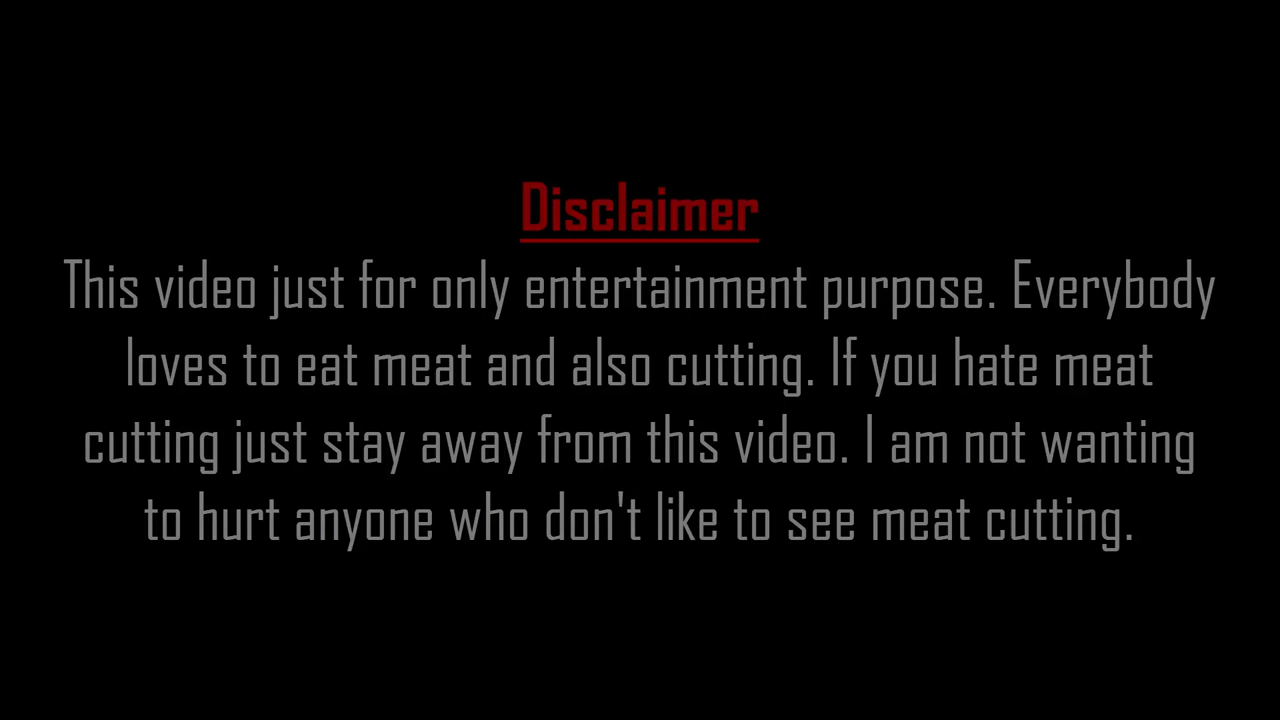 Disclaimer
This video just for only entertainment purpose. Everybody
loves to eat meat and also cutting. If you hate meat
cutting just stay away from this video. I am not wanting
to hurt anyone who don't like to see meat cutting.